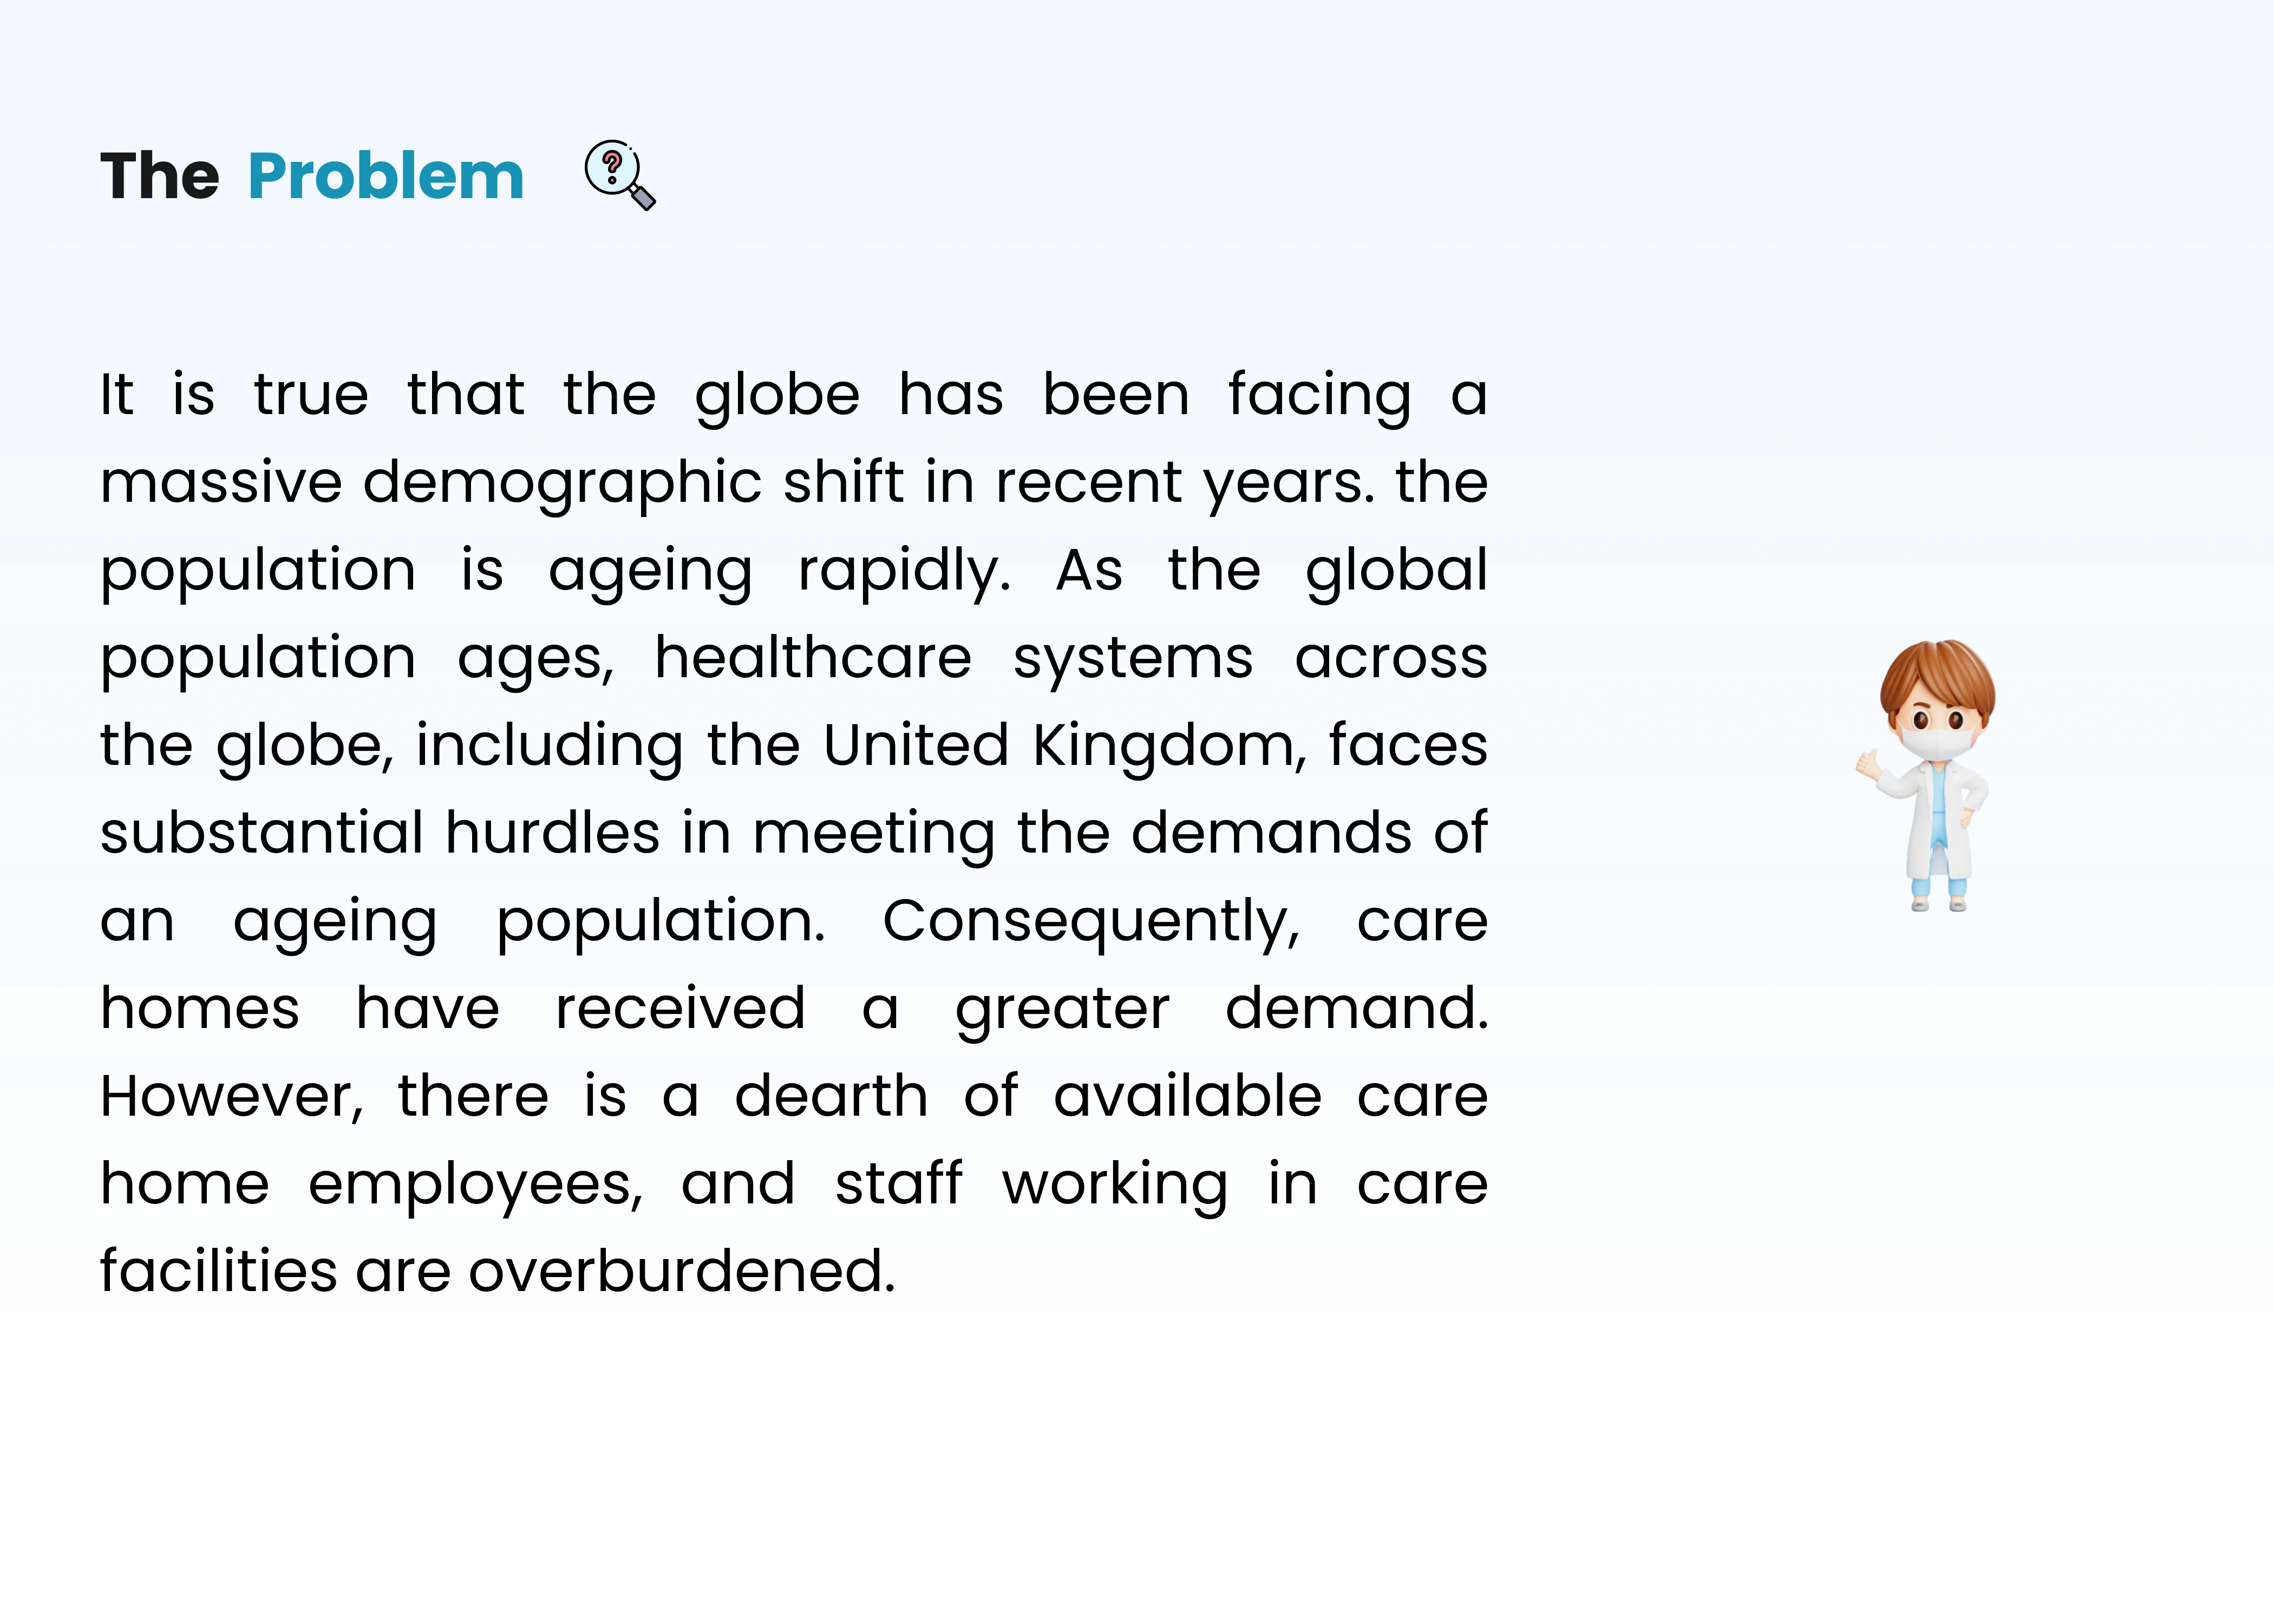 The Problem
It is true that the globe has been facing a
massive demographic shift in recent years. the
population is ageing rapidly. As the global
population ages, healthcare systems across
the globe, including the United Kingdom, faces
substantial hurdles in meeting the demands of
an ageing population. Consequently, care
homes have received a greater demand.
However, there is a dearth of available care
home employees, and staff working in care
facilities are overburdened.